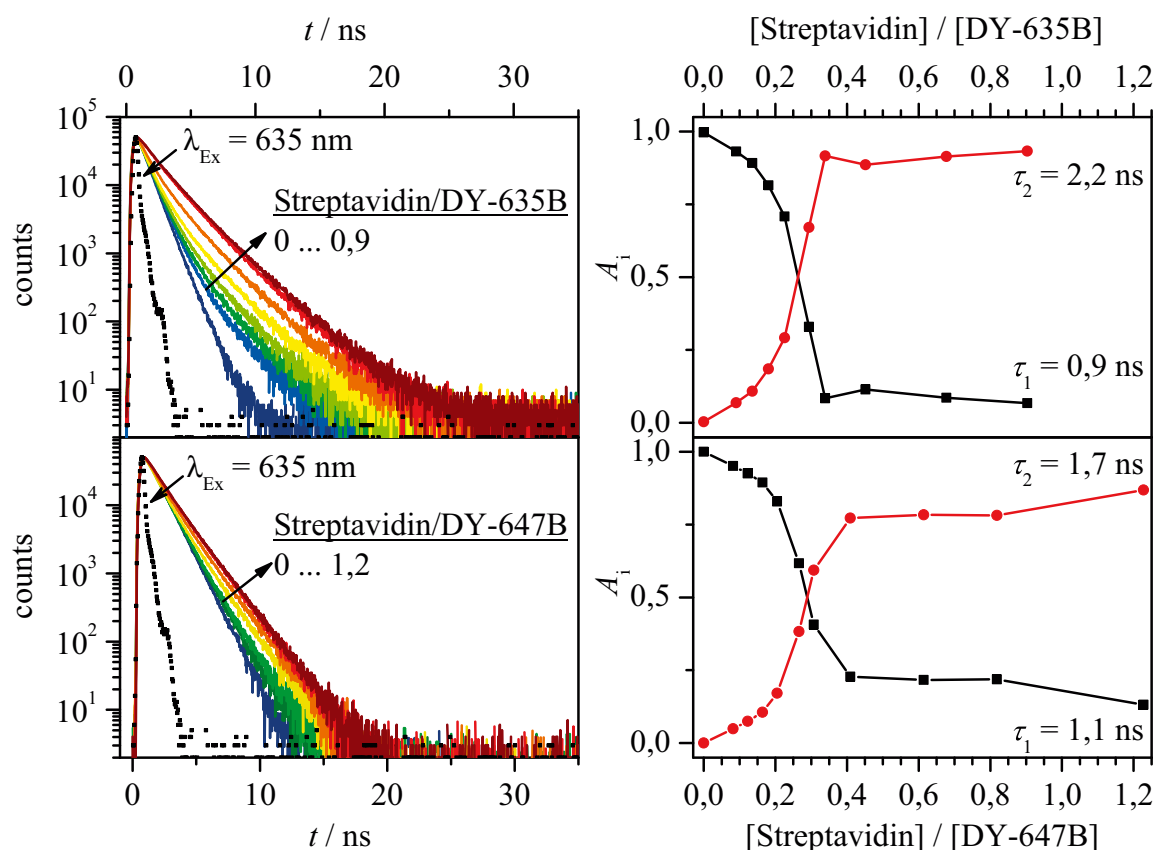 t / ns
0 10 20 30
10^5
10^4
10^3
10^2
10^1
counts
λ_Ex = 635 nm
Streptavidin/DY-635B
0 ... 0,9
10^4
10^3
10^2
10^1
counts
λ_Ex = 635 nm
Streptavidin/DY-647B
0 ... 1,2
0 10 20 30
t / ns
[Streptavidin] / [DY-635B]
0,0 0,2 0,4 0,6 0,8 1,0 1,2
1,0
0,5
0,0
A_i
τ_2 = 2,2 ns
τ_1 = 0,9 ns
1,0
0,5
0,0
A_i
τ_2 = 1,7 ns
τ_1 = 1,1 ns
0,0 0,2 0,4 0,6 0,8 1,0 1,2
[Streptavidin] / [DY-647B]